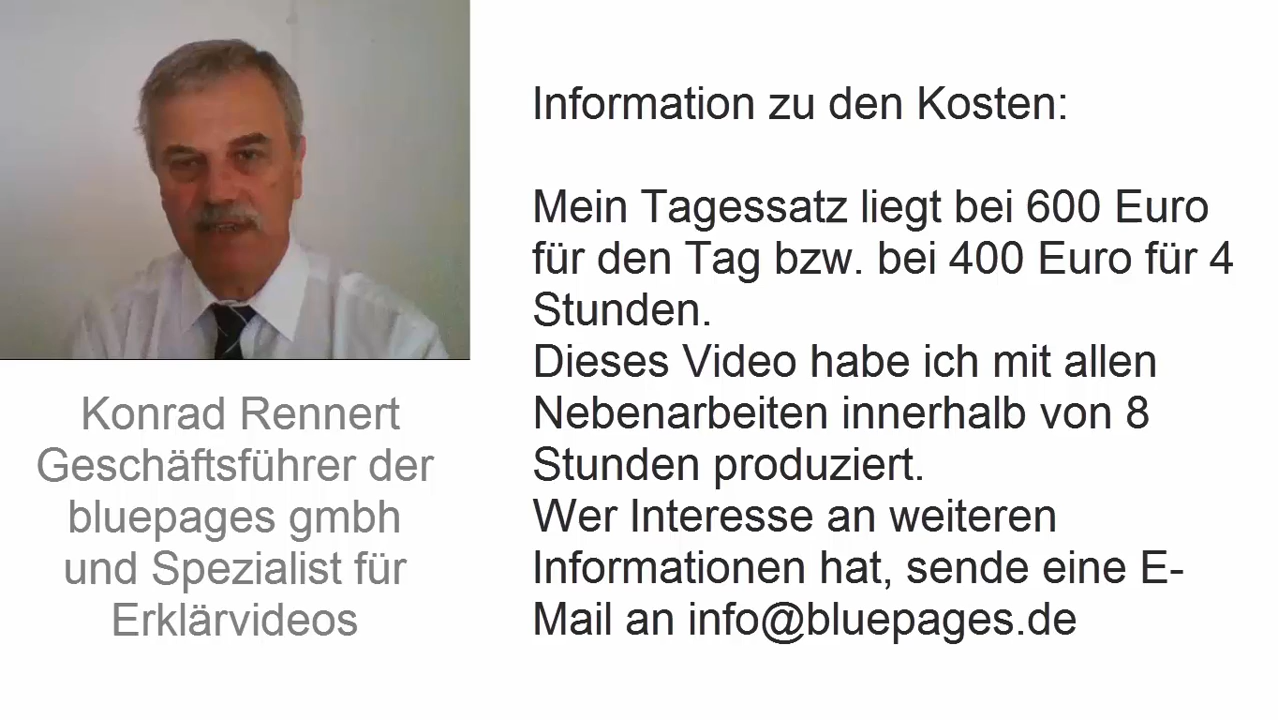 Konrad Rennert
Geschäftsführer der
bluepages gmbh
und Spezialist für
Erklärvideos
Information zu den Kosten:
Mein Tagessatz liegt bei 600 Euro
für den Tag bzw. bei 400 Euro für 4
Stunden.
Dieses Video habe ich mit allen
Nebenarbeiten innerhalb von 8
Stunden produziert.
Wer Interesse an weiteren
Informationen hat, sende eine E-
Mail an info@bluepages.de